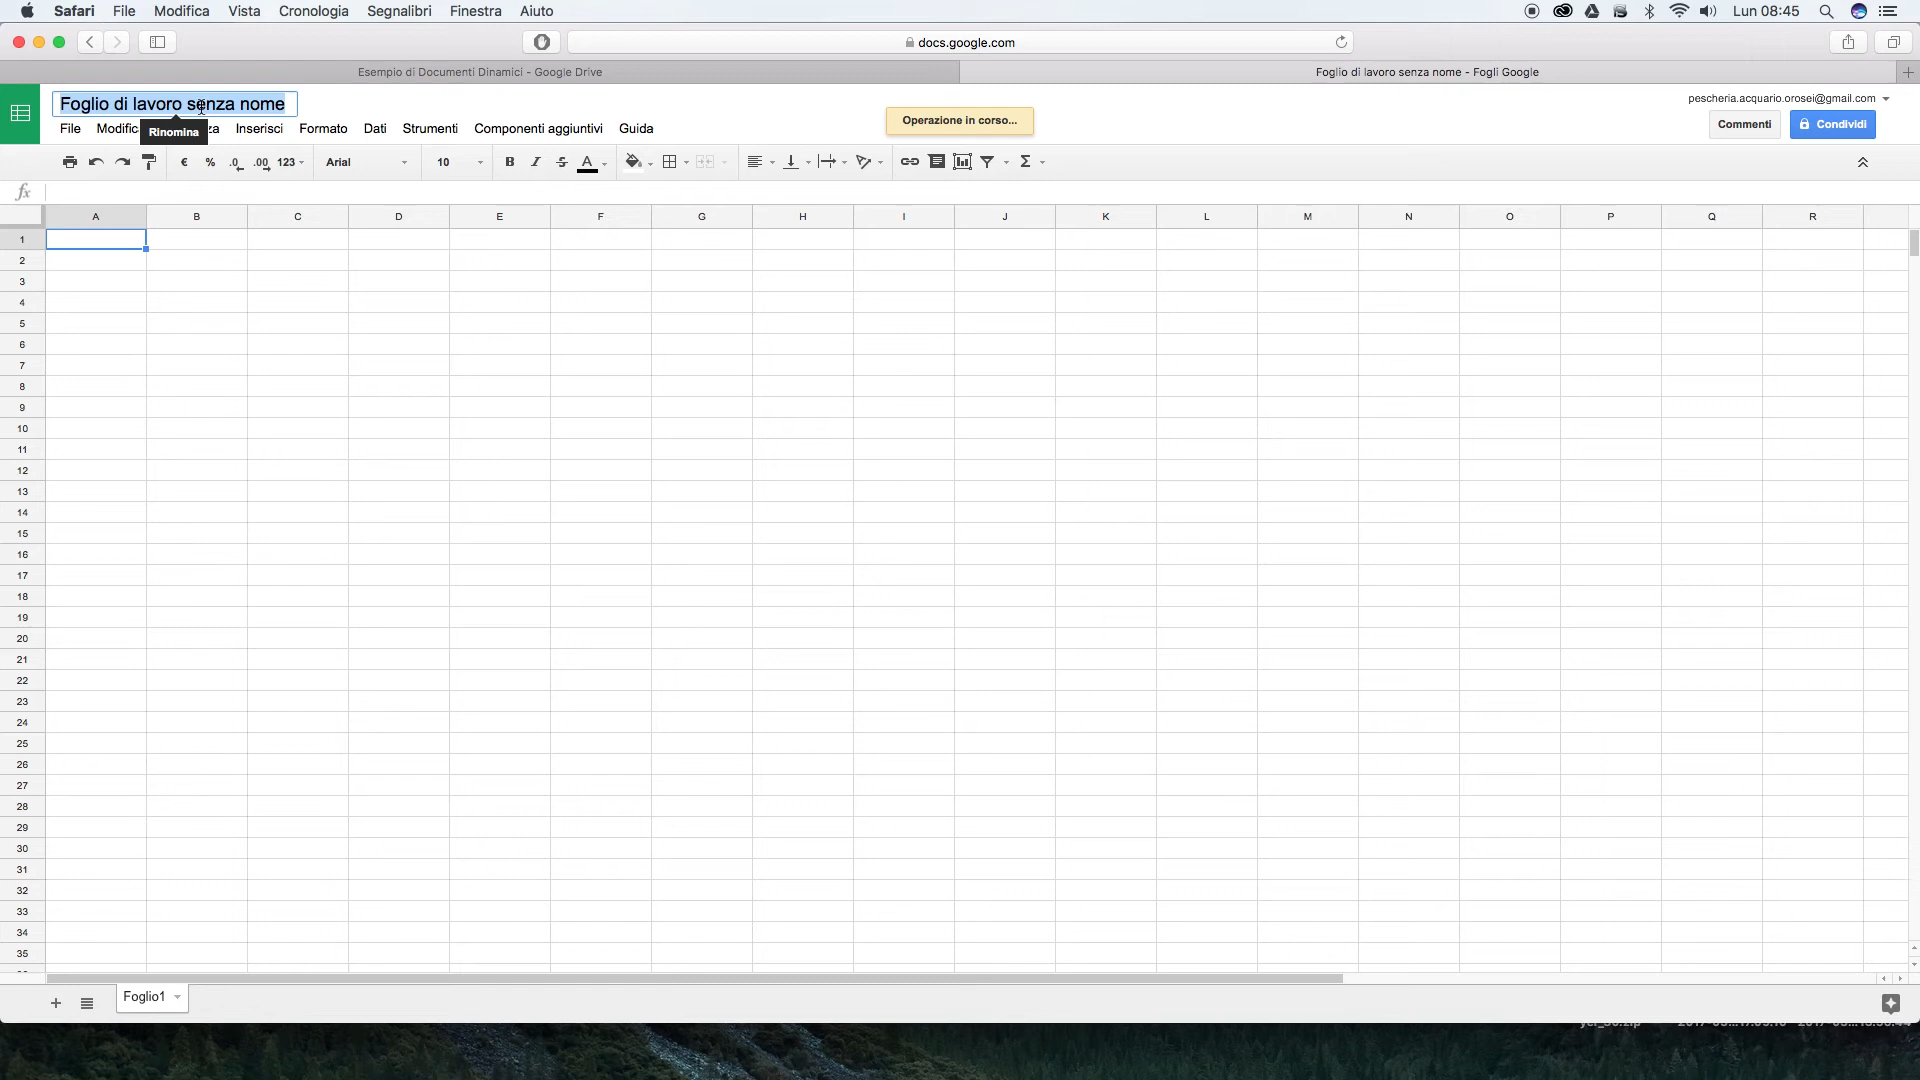 Safari File Modifica Vista Cronologia Segnalibri Finestra Aiuto Lun 08:45
docs.google.com
Esempio di Documenti Dinamici - Google Drive Foglio di lavoro senza nome - Fogli Google
Foglio di lavoro senza nome
Operazione in corso...
pescheria.acquario.orosei@gmail.com
File Modifica Inserisci Formato Dati Strumenti Componenti aggiuntivi Guida
Rinomina
Commenti Condividi
€ % .0 .00 123 Arial 10 B I S A Σ
fx
A B C D E F G H I J K L M N O P Q R
1
2
3
4
5
6
7
8
9
10
11
12
13
14
15
16
17
18
19
20
21
22
23
24
25
26
27
28
29
30
31
32
33
34
35
+ Foglio1